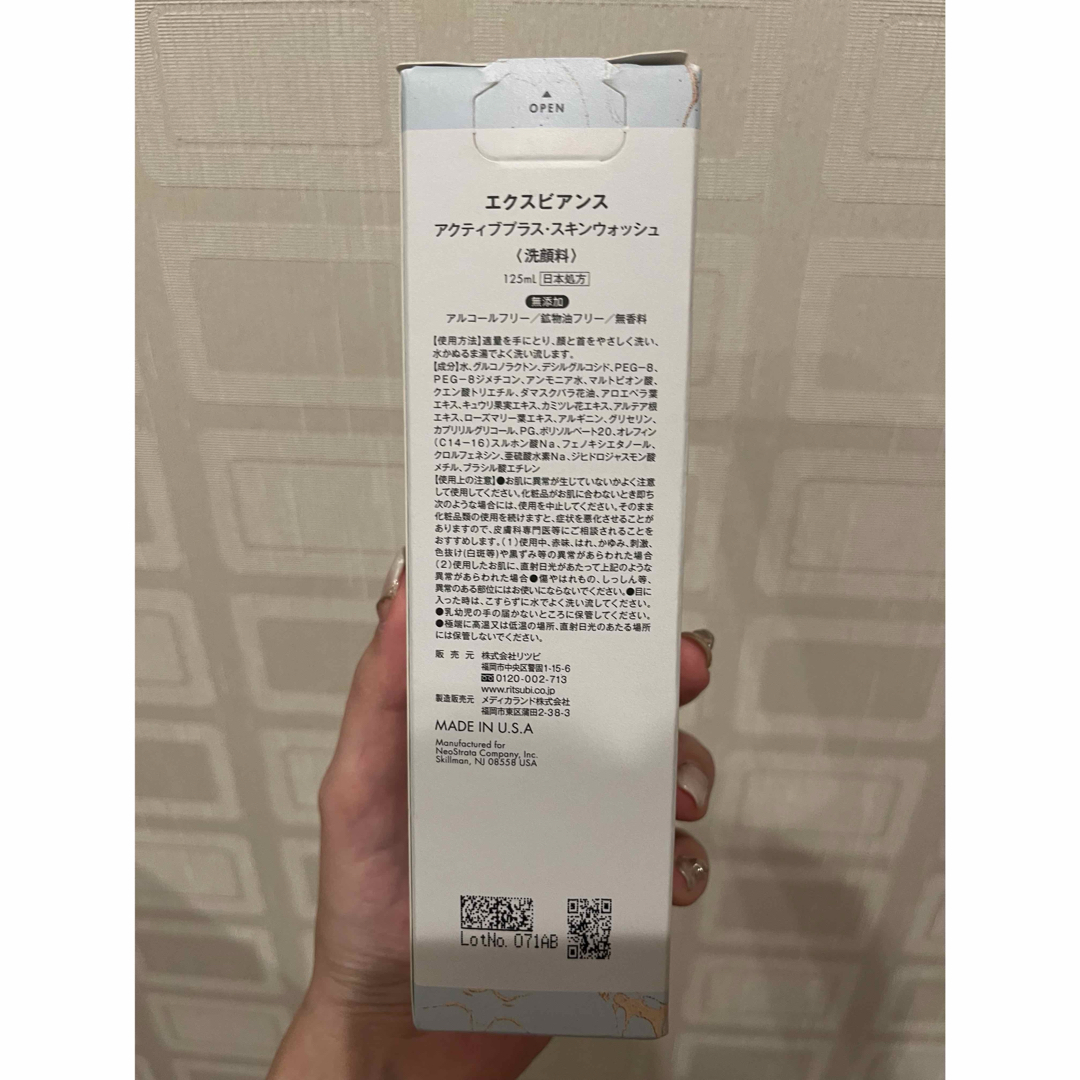 ▲
OPEN
エクスビアンス
アクティブプラス・スキンウォッシュ
〈洗顔料〉
125mL 日本処方
無添加
アルコールフリー/鉱物油フリー/無香料
【使用方法】適量を手にとり、顔と首をやさしく洗い、
水かぬるま湯でよく洗い流します。
【成分】水、グルコノラクトン、デシルグルコシド、PEG-8、
PEG-8ジメチコン、アンモニア水、マルトビオン酸、
クエン酸トリエチル、ダマスクバラ花油、アロエベラ葉
エキス、キュウリ果実エキス、カミツレ花エキス、アルテア根
エキス、ローズマリー葉エキス、アルギニン、グリセリン、
カプリリルグリコール、PG、ポリソルベート20、オレフィン
(C14-16)スルホン酸Na、フェノキシエタノール、
クロルフェネシン、亜硫酸水素Na、ジヒドロジャスモン酸
メチル、ブラシル酸エチレン
【使用上の注意】●お肌に異常が生じていないかよく注意
して使用してください。化粧品がお肌に合わないとき即ち
次のような場合には、使用を中止してください。そのまま
化粧品類の使用を続けますと、症状を悪化させることが
ありますので、皮膚科専門医等にご相談されることを
おすすめします。(1)使用中、赤味、はれ、かゆみ、刺激、
色抜け(白斑等)や黒ずみ等の異常があらわれた場合
(2)使用したお肌に、直射日光があたって上記のような
異常があらわれた場合●傷やはれもの、しっしん等、
異常のある部位にはお使いにならないでください。●目に
入った時は、こすらずに水でよく洗い流してください。
●乳幼児の手の届かないところに保管してください。
●極端に高温又は低温の場所、直射日光のあたる場所
には保管しないでください。
販売元 株式会社リツビ
福岡市中央区警固1-15-6
0120-002-713
www.ritsubi.co.jp
製造販売元 メディカランド株式会社
福岡市東区蒲田2-38-3
MADE IN U.S.A
Manufactured for
NeoStrata Company, Inc.
Skillman, NJ 08558 USA
LotNo. 071AB